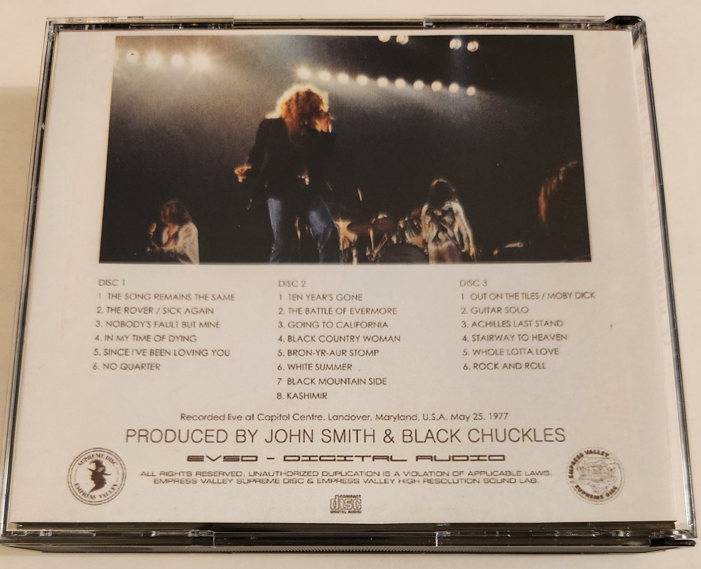 DISC 1
1 THE SONG REMAINS THE SAME
2. THE ROVER / SICK AGAIN
3. NOBODY'S FAULT BUT MINE
4. IN MY TIME OF DYING
5. SINCE I'VE BEEN LOVING YOU
6. NO QUARTER
DISC 2
1 TEN YEAR'S GONE
2. THE BATTLE OF EVERMORE
3. GOING TO CALIFORNIA
4. BLACK COUNTRY WOMAN
5. BRON-YR-AUR STOMP
6. WHITE SUMMER
7 BLACK MOUNTAIN SIDE
8. KASHIMIR
DISC 3
1 OUT ON THE TILES / MOBY DICK
2. GUITAR SOLO
3. ACHILLES LAST STAND
4. STAIRWAY TO HEAVEN
5. WHOLE LOTTA LOVE
6. ROCK AND ROLL
Recorded live at Capitol Centre, Landover, Maryland, U.S.A. May 25, 1977
PRODUCED BY JOHN SMITH & BLACK CHUCKLES
EVSD - DIGITAL AUDIO
ALL RIGHTS RESERVED, UNAUTHORIZED DUPLICATION IS A VIOLATION OF APPLICABLE LAWS.
EMPRESS VALLEY SUPREME DISC & EMPRESS VALLEY HIGH RESOLUTION SOUND LAB.
SUPREME DISC
EMPRESS VALLEY
EMPRESS VALLEY
SUPREME DISC
COMPACT
disc
DIGITAL AUDIO